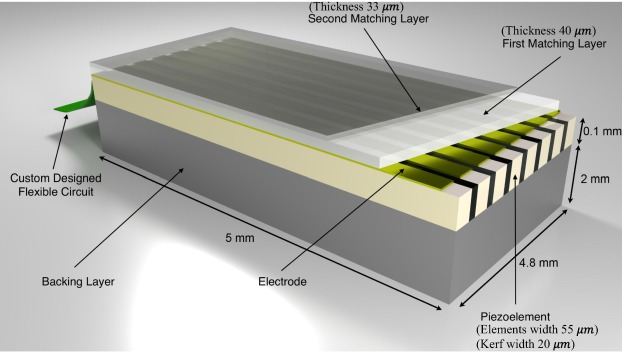 (Thickness 33 μm)
Second Matching Layer
(Thickness 40 μm)
First Matching Layer
0.1 mm
2 mm
Custom Designed
Flexible Circuit
5 mm
4.8 mm
Backing Layer
Electrode
Piezoelement
(Elements width 55 μm)
(Kerf width 20 μm)